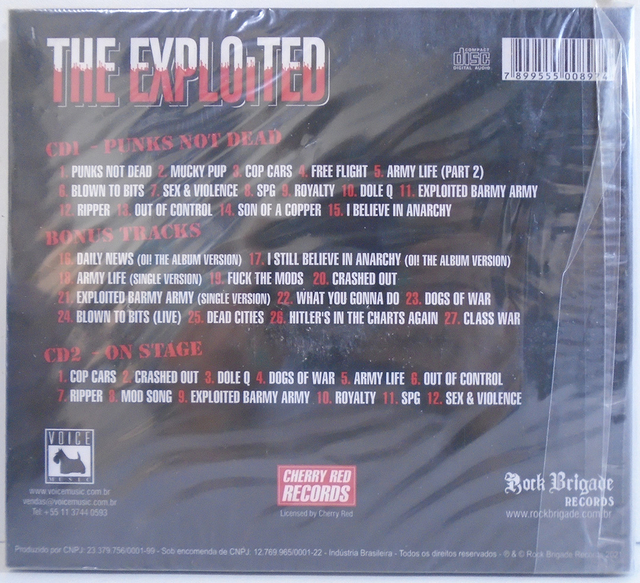 THE EXPLOITED
COMPACT
disc
DIGITAL AUDIO
CD1 - PUNKS NOT DEAD
1. PUNKS NOT DEAD 2. MUCKY PUP 3. COP CARS 4. FREE FLIGHT 5. ARMY LIFE (PART 2)
6. BLOWN TO BITS 7. SEX & VIOLENCE 8. SPG 9. ROYALTY 10. DOLE Q 11. EXPLOITED BARMY ARMY
12. RIPPER 13. OUT OF CONTROL 14. SON OF A COPPER 15. I BELIEVE IN ANARCHY
BONUS TRACKS
16. DAILY NEWS (OI! THE ALBUM VERSION) 17. I STILL BELIEVE IN ANARCHY (OI! THE ALBUM VERSION)
18. ARMY LIFE (SINGLE VERSION) 19. FUCK THE MODS 20. CRASHED OUT
21. EXPLOITED BARMY ARMY (SINGLE VERSION) 22. WHAT YOU GONNA DO 23. DOGS OF WAR
24. BLOWN TO BITS (LIVE) 25. DEAD CITIES 26. HITLER'S IN THE CHARTS AGAIN 27. CLASS WAR
CD2 - ON STAGE
1. COP CARS 2. CRASHED OUT 3. DOLE Q 4. DOGS OF WAR 5. ARMY LIFE 6. OUT OF CONTROL
7. RIPPER 8. MOD SONG 9. EXPLOITED BARMY ARMY 10. ROYALTY 11. SPG 12. SEX & VIOLENCE
VOICE
MUSIC
www.voicemusic.com.br
vendas@voicemusic.com.br
Tel: +55 11 3744 0593
CHERRY RED
RECORDS
Licensed by Cherry Red
Rock Brigade
RECORDS
www.rockbrigade.com.br
Produzido por CNPJ: 23.379.756/0001-99 - Sob encomenda de CNPJ: 12.769.965/0001-22 - Indústria Brasileira - Todos os direitos reservados - ℗ & © Rock Brigade Records 2021